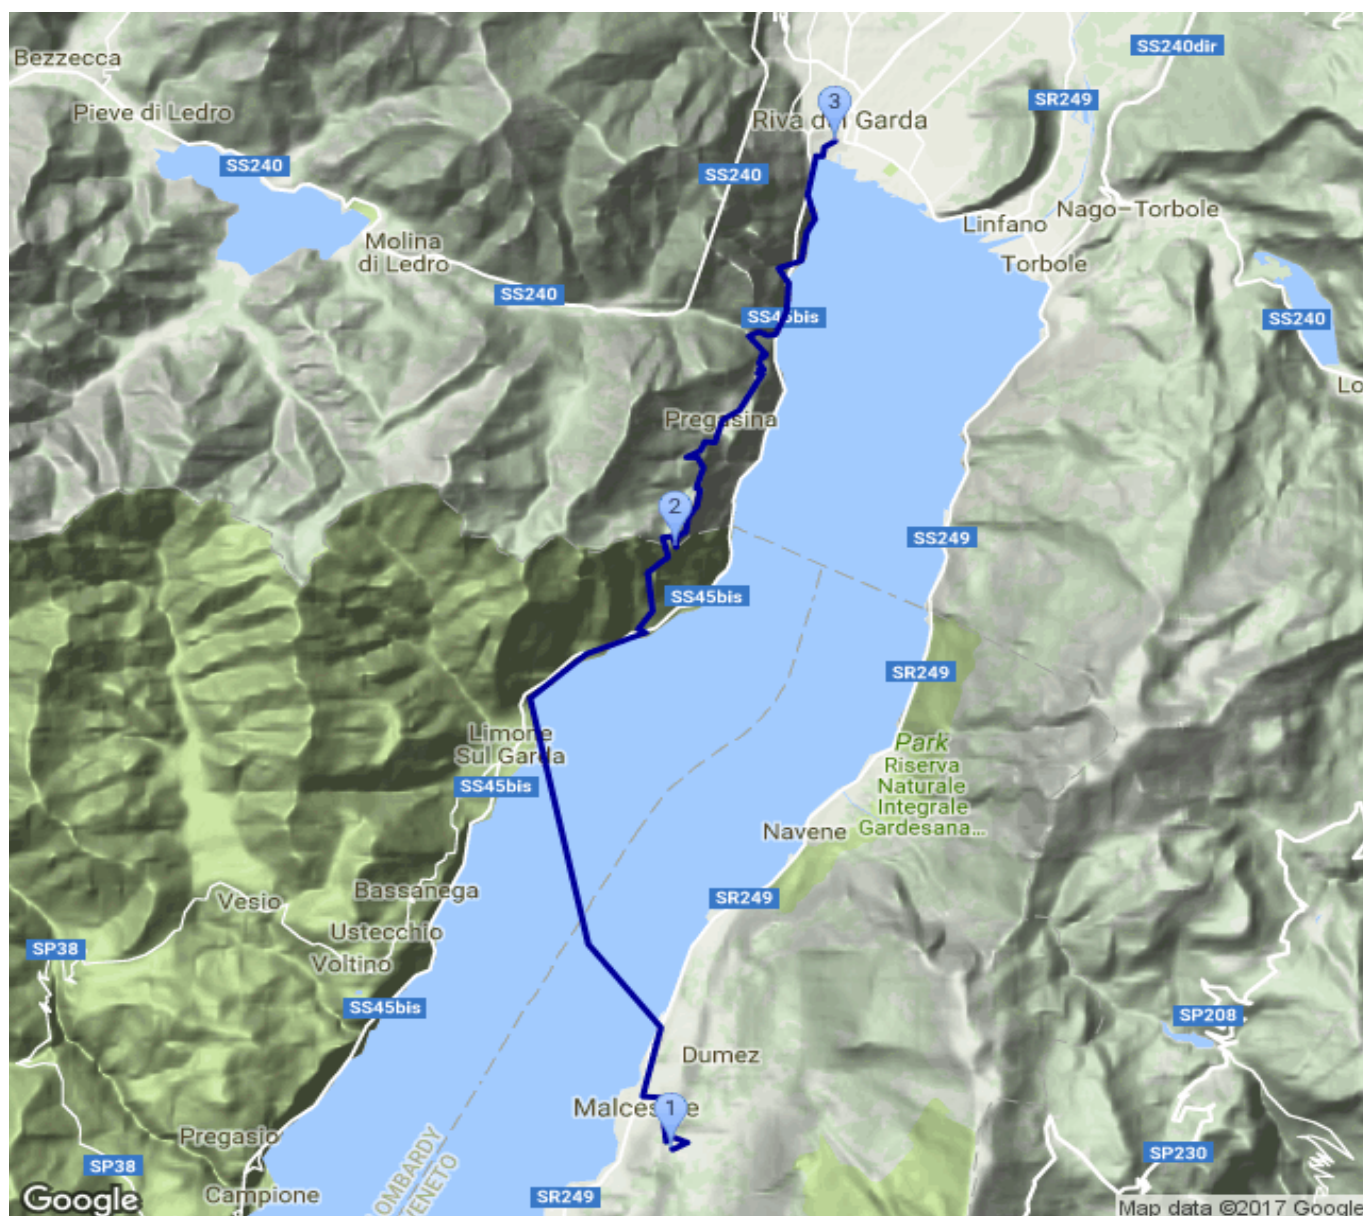 SS240dir
Bezzecca
SR249
3
Pieve di Ledro
Riva del Garda
SS240
SS240
Nago-Torbole
Linfano
Molina
di Ledro
Torbole
SS240
SS45bis
SS240
Lo
Pregasina
2
SS249
SS45bis
SR249
Limone
Sul Garda
Park
Riserva
Naturale
Integrale
Gardesana...
SS45bis
Navene
Bassanega
SR249
Vesio
Ustecchio
SP38
Voltino
SS45bis
SP208
Dumez
Malcesine
1
Pregasio
SP230
SP38
OMBARDY
VENETO
Campione
SR249
Google
Map data ©2017 Google